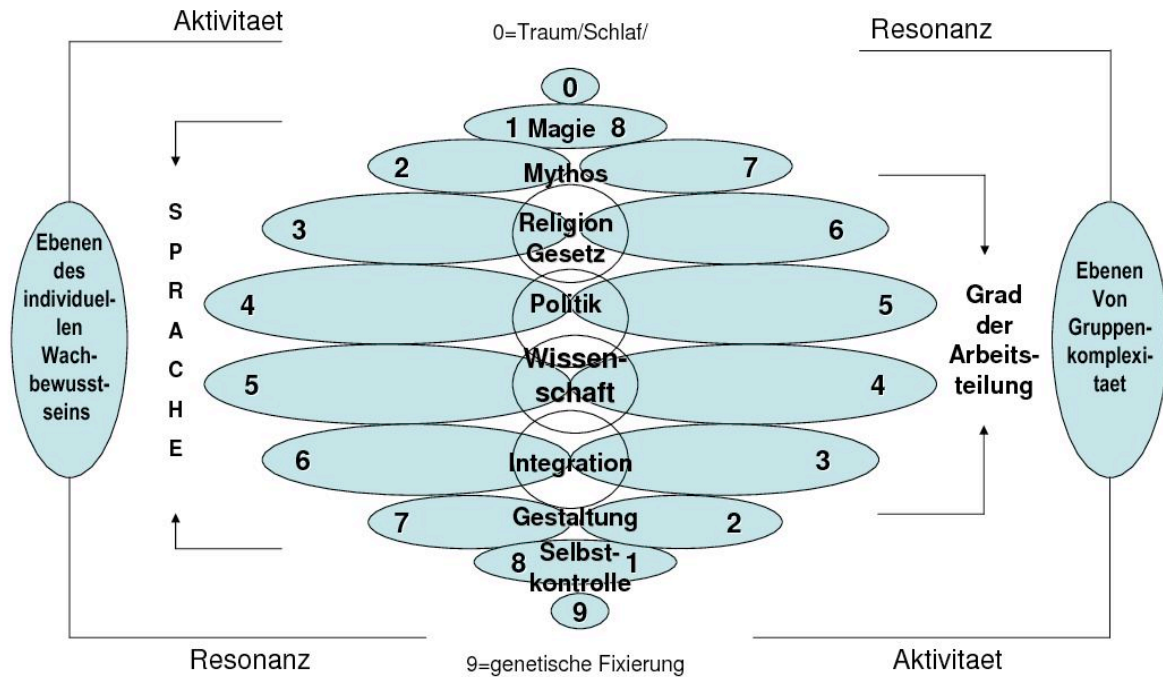 Aktivitaet
0=Traum/Schlaf/
Resonanz
0
1 Magie 8
2 Mythos 7
3 Religion 6
Gesetz
4 Politik 5
5 Wissen-
schaft 4
6 Integration 3
7 Gestaltung 2
8 Selbst- 1
kontrolle
9
S
P
R
A
C
H
E
Ebenen
des
individuel-
len
Wach-
bewusst-
seins
Grad
der
Arbeits-
teilung
Ebenen
Von
Gruppen-
komplexi-
taet
Resonanz
9=genetische Fixierung
Aktivitaet